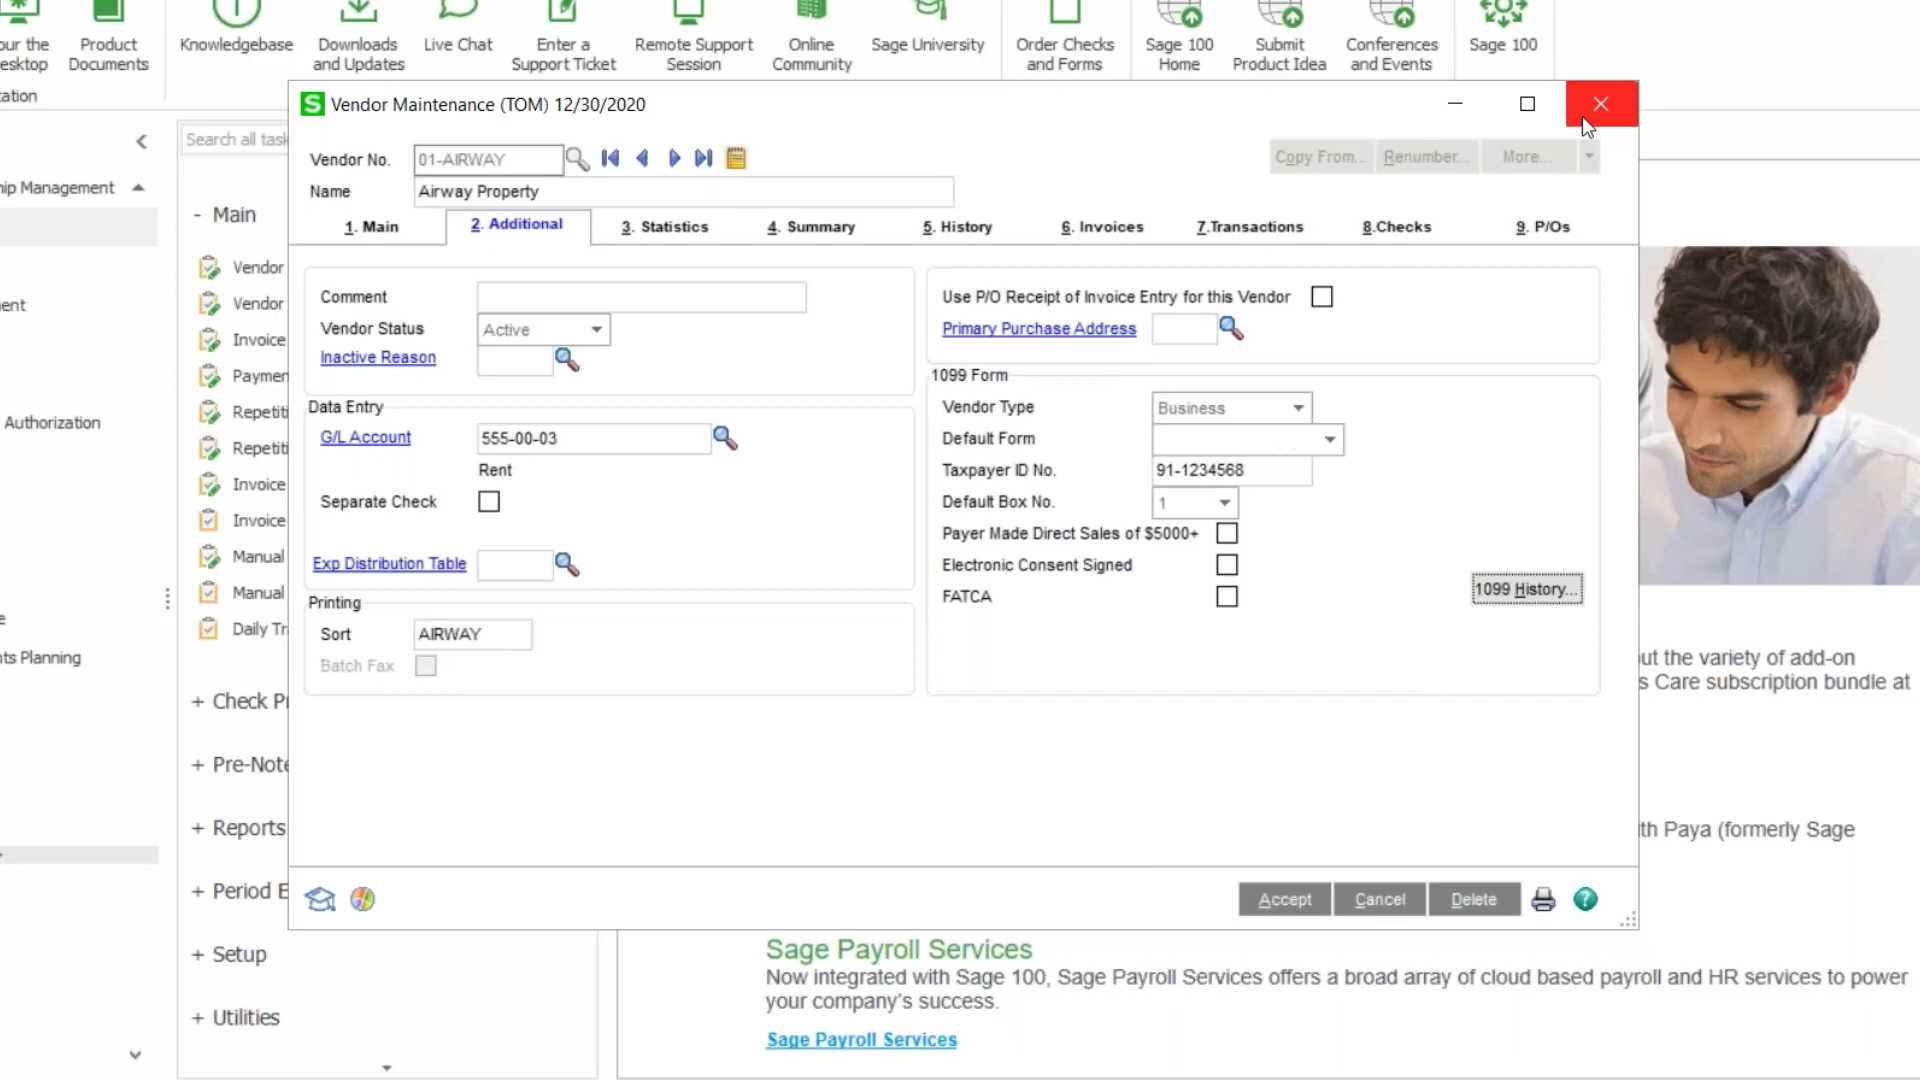 our the
esktop
Product
Documents
Knowledgebase
Downloads
and Updates
Live Chat
Enter a
Support Ticket
Remote Support
Session
Online
Community
Sage University
Order Checks
and Forms
Sage 100
Home
Submit
Product Idea
Conferences
and Events
Sage 100
tation
Search all task
hip Management
ent
Authorization
e
ts Planning
- Main
Vendor
Vendor
Invoice
Paymen
Repetiti
Repetiti
Invoice
Invoice
Manual
Manual
Daily Tr
+ Check Pr
+ Pre-Note
+ Reports
+ Period E
+ Setup
+ Utilities
S Vendor Maintenance (TOM) 12/30/2020
Vendor No. 01-AIRWAY
Copy From... Renumber... More...
Name Airway Property
1. Main 2. Additional 3. Statistics 4. Summary 5. History 6. Invoices 7.Transactions 8.Checks 9. P/Os
Comment
Vendor Status Active
Inactive Reason
Data Entry
G/L Account 555-00-03
Rent
Separate Check
Exp Distribution Table
Printing
Sort AIRWAY
Batch Fax
Use P/O Receipt of Invoice Entry for this Vendor
Primary Purchase Address
1099 Form
Vendor Type Business
Default Form
Taxpayer ID No. 91-1234568
Default Box No. 1
Payer Made Direct Sales of $5000+
Electronic Consent Signed
FATCA
1099 History...
Accept Cancel Delete
?
ut the variety of add-on
s Care subscription bundle at
ith Paya (formerly Sage
Sage Payroll Services
Now integrated with Sage 100, Sage Payroll Services offers a broad array of cloud based payroll and HR services to power
your company's success.
Sage Payroll Services